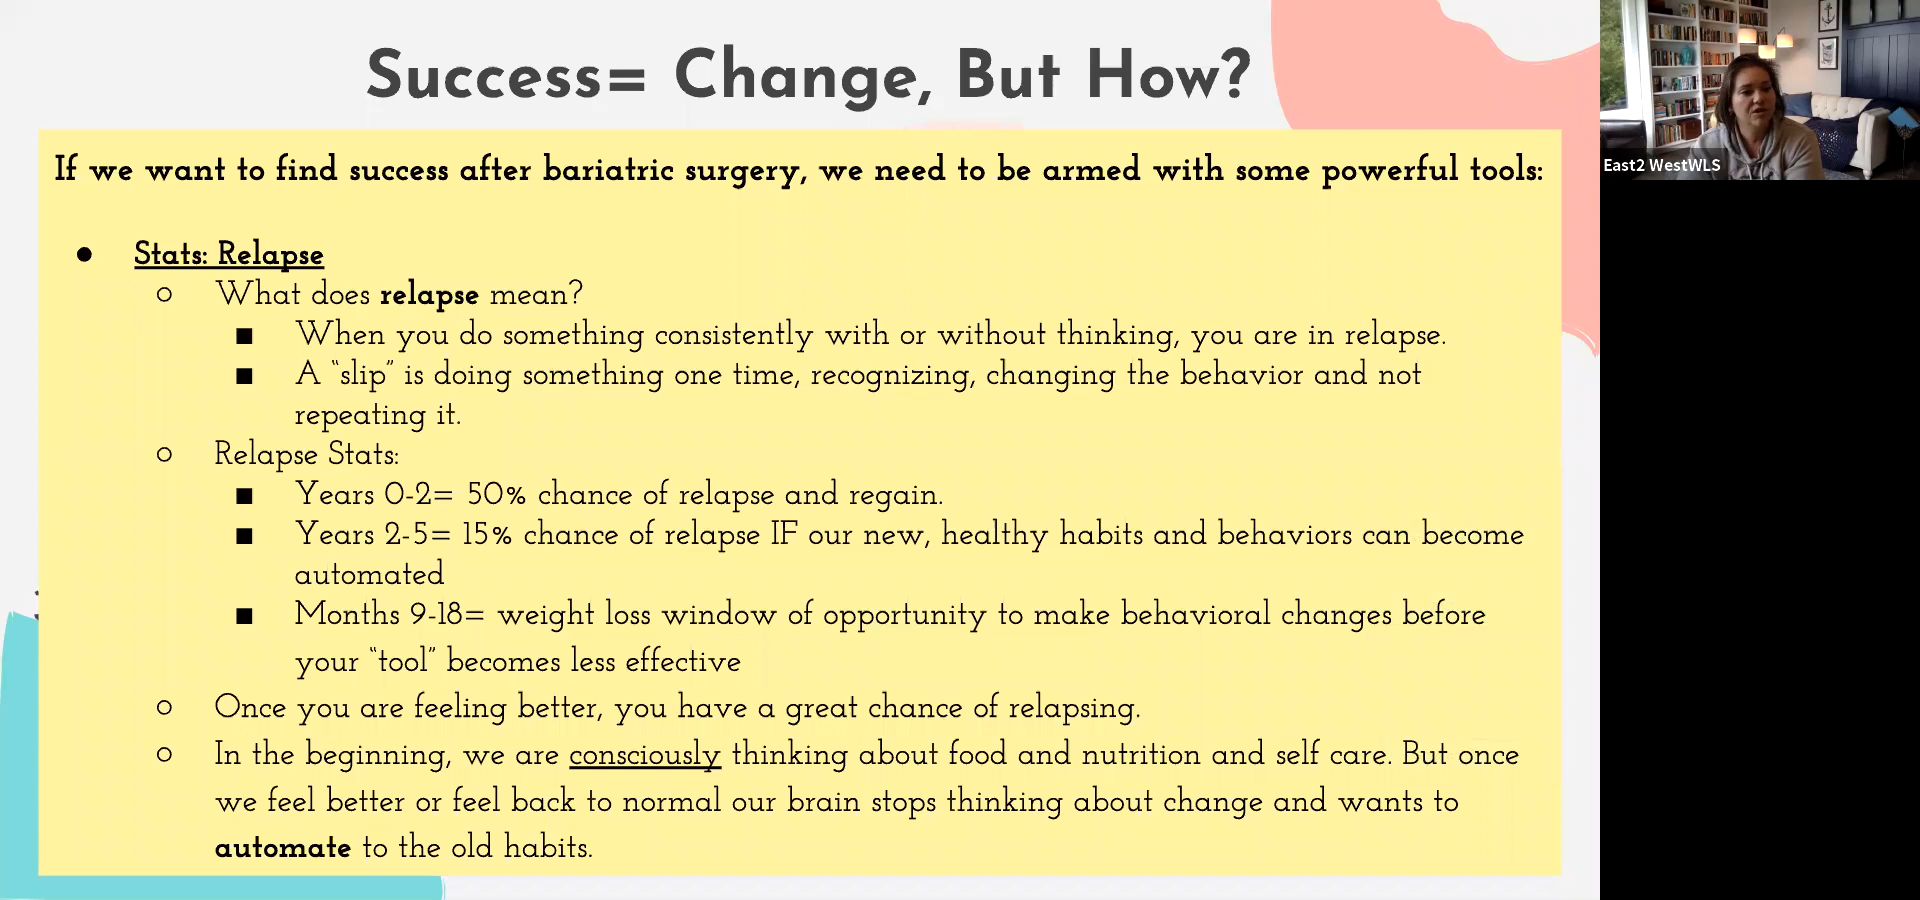 Success= Change, But How?
If we want to find success after bariatric surgery, we need to be armed with some powerful tools:
● Stats: Relapse
○ What does relapse mean?
■ When you do something consistently with or without thinking, you are in relapse.
■ A “slip” is doing something one time, recognizing, changing the behavior and not
repeating it.
○ Relapse Stats:
■ Years 0-2= 50% chance of relapse and regain.
■ Years 2-5= 15% chance of relapse IF our new, healthy habits and behaviors can become
automated
■ Months 9-18= weight loss window of opportunity to make behavioral changes before
your “tool” becomes less effective
○ Once you are feeling better, you have a great chance of relapsing.
○ In the beginning, we are consciously thinking about food and nutrition and self care. But once
we feel better or feel back to normal our brain stops thinking about change and wants to
automate to the old habits.
East2 WestWLS